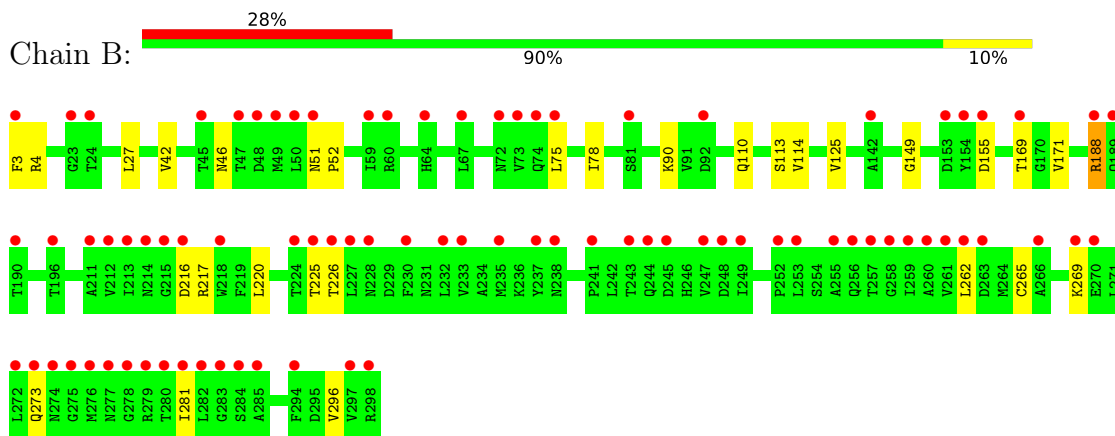 Chain B:
28%
90%
10%
F3 R4 G23 T24 L27 V42 T45 N46 T47 D48 M49 L50 N51 P52 I59 R60 H64 L67 N72 V73 Q74 L75 I78 S81 K90 V91 D92 Q110 S113 V114 V125 A142 G149 D153 Y154 D155 T169 G170 V171 R188 Q189
T190 T196 A211 V212 I213 N214 G215 D216 R217 W218 F219 L220 T224 T225 T226 L227 N228 D229 F230 N231 L232 V233 A234 M235 K236 Y237 N238 P241 L242 T243 Q244 D245 H246 V247 D248 I249 P252 L253 S254 A255 Q256 T257 G258 I259 A260 V261 L262 D263 M264 C265 A266 K269 E270 L271
L272 Q273 N274 G275 M276 N277 G278 R279 T280 I281 L282 G283 S284 A285 F294 D295 V296 V297 R298